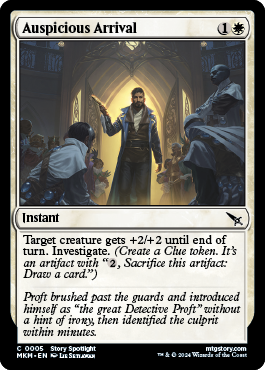 Auspicious Arrival 1
Instant
Target creature gets +2/+2 until end of
turn. Investigate. (Create a Clue token. It's
an artifact with “2, Sacrifice this artifact:
Draw a card.”)
Proft brushed past the guards and introduced
himself as “the great Detective Proft” without
a hint of irony, then identified the culprit
within minutes.
C 0005 Story Spotlight mtgstory.com
MKM • EN ™ & © 2024 Wizards of the Coast